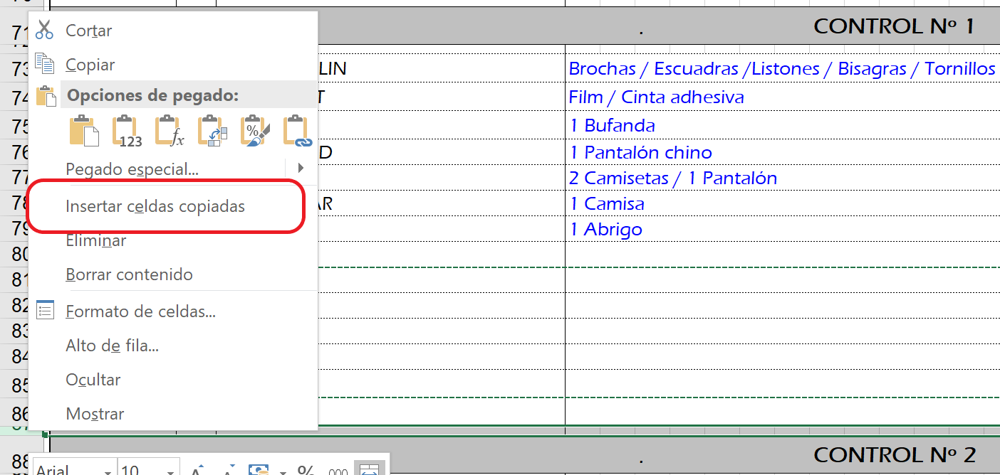 71 . CONTROL Nº 1
Cortar
73 LIN Brochas / Escuadras /Listones / Bisagras / Tornillos
Copiar
74 T Film / Cinta adhesiva
Opciones de pegado:
75 1 Bufanda
123 fx %
76 D 1 Pantalón chino
Pegado especial...
77 2 Camisetas / 1 Pantalón
78 AR 1 Camisa
Insertar celdas copiadas
79 1 Abrigo
Eliminar
80
81
Borrar contenido
82
Formato de celdas...
83
84
Alto de fila...
85
Ocultar
86
Mostrar
87
88 . CONTROL Nº 2
Arial 10 A A % 000